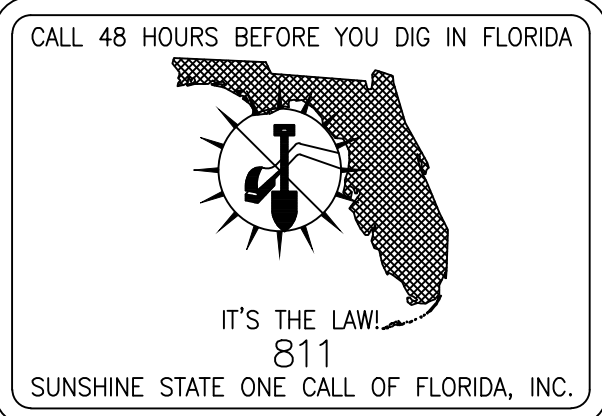 CALL 48 HOURS BEFORE YOU DIG IN FLORIDA
IT'S THE LAW!
811
SUNSHINE STATE ONE CALL OF FLORIDA, INC.